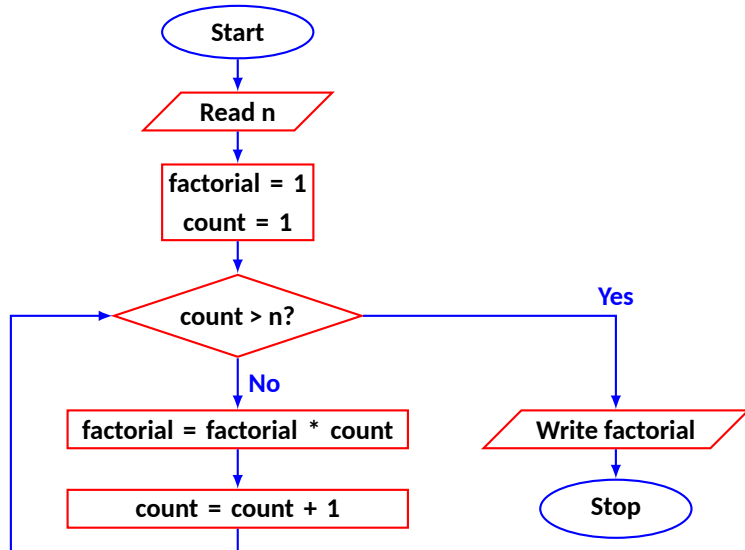 Start
Read n
factorial = 1
count = 1
count > n?
Yes
No
factorial = factorial * count
Write factorial
count = count + 1
Stop